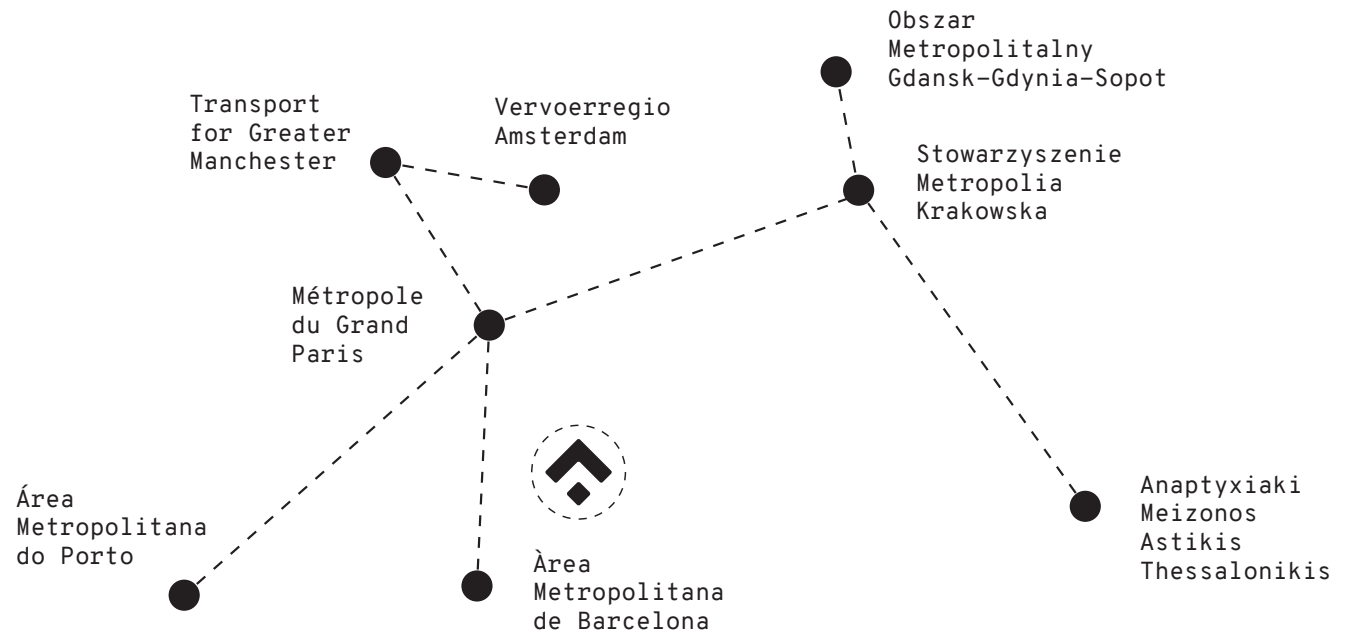 Obszar
Metropolitalny
Gdansk-Gdynia-Sopot
Transport
for Greater
Manchester
Vervoerregio
Amsterdam
Stowarzyszenie
Metropolia
Krakowska
Métropole
du Grand
Paris
Área
Metropolitana
do Porto
Àrea
Metropolitana
de Barcelona
Anaptyxiaki
Meizonos
Astikis
Thessalonikis